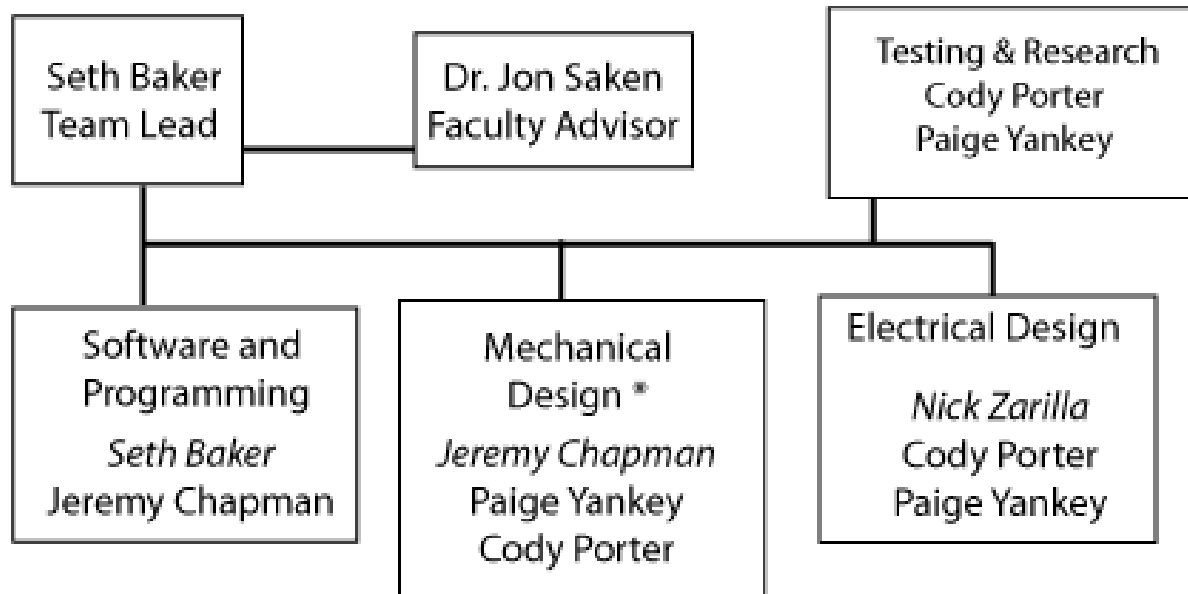 Seth Baker
Team Lead
Dr. Jon Saken
Faculty Advisor
Testing & Research
Cody Porter
Paige Yankey
Software and
Programming
Seth Baker
Jeremy Chapman
Mechanical
Design *
Jeremy Chapman
Paige Yankey
Cody Porter
Electrical Design
Nick Zarilla
Cody Porter
Paige Yankey